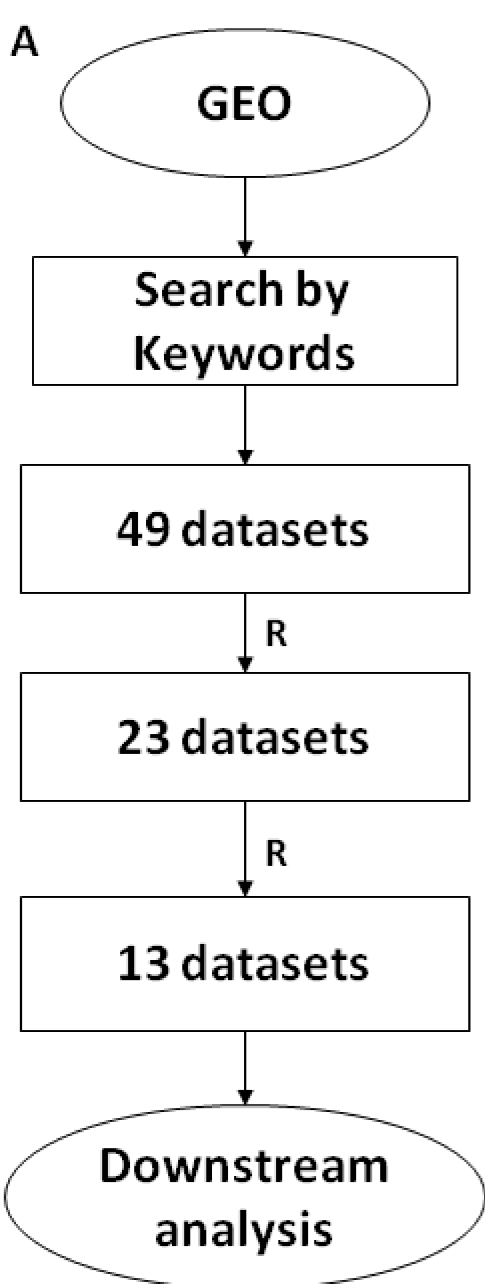 A
GEO
Search by
Keywords
49 datasets
R
23 datasets
R
13 datasets
Downstream
analysis